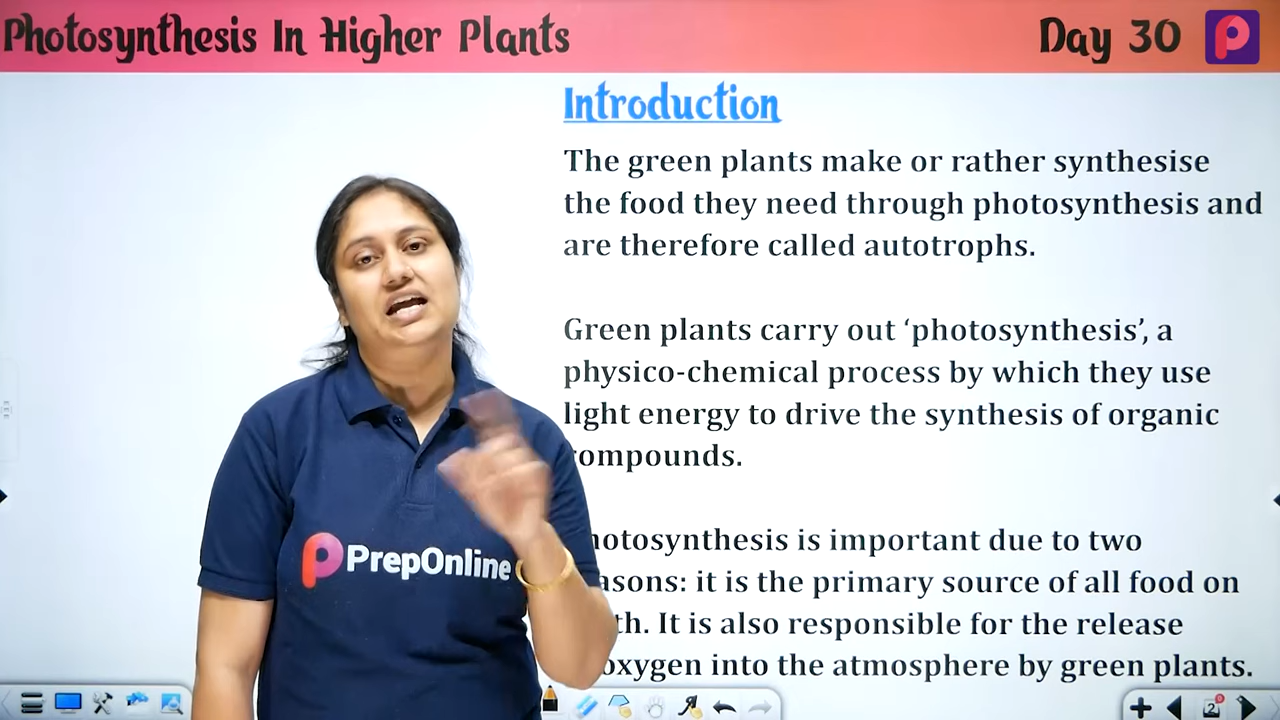 Photosynthesis In Higher Plants
Day 30
Introduction
The green plants make or rather synthesise
the food they need through photosynthesis and
are therefore called autotrophs.
Green plants carry out ‘photosynthesis’, a
physico-chemical process by which they use
light energy to drive the synthesis of organic
compounds.
hotosynthesis is important due to two
asons: it is the primary source of all food on
th. It is also responsible for the release
oxygen into the atmosphere by green plants.
PrepOnline
2